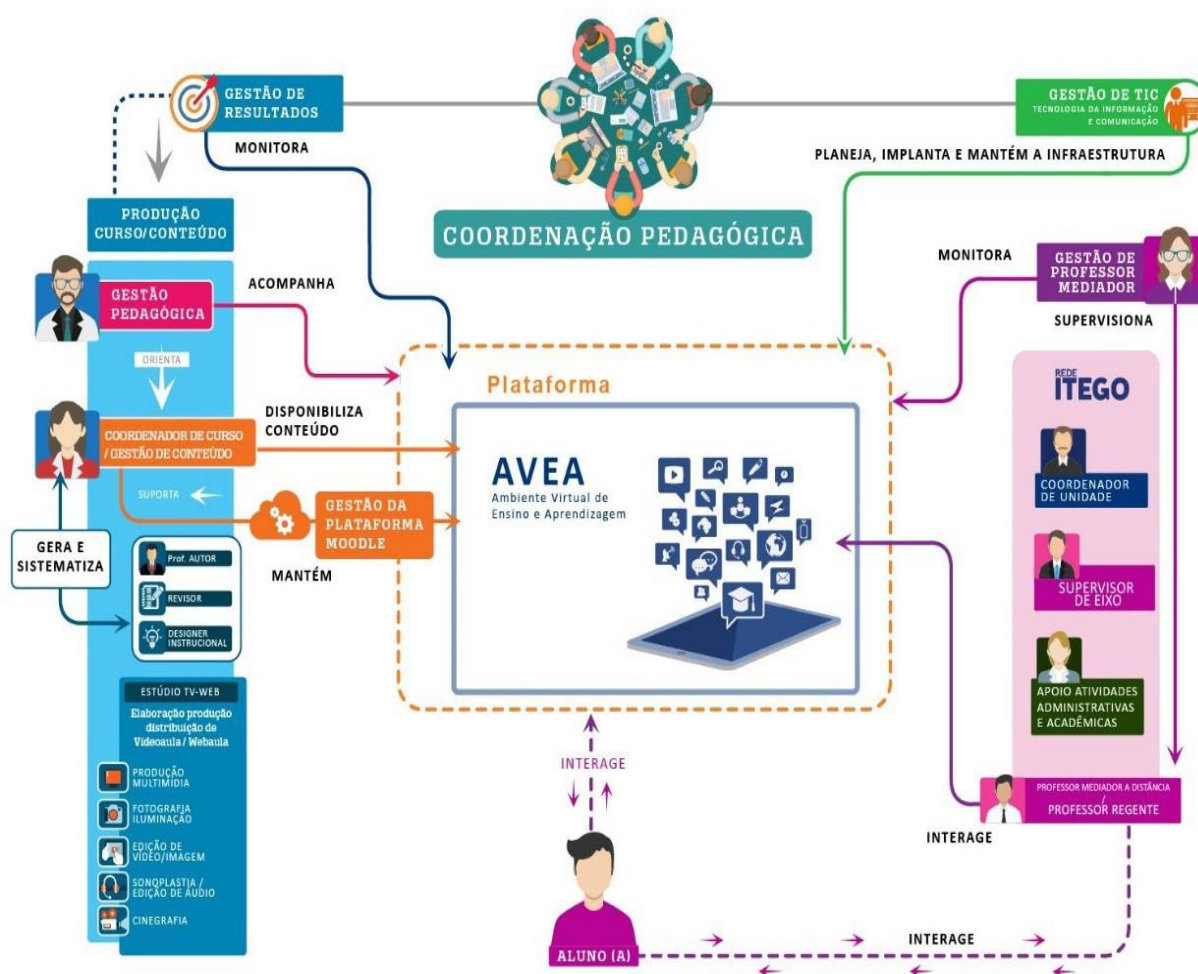 GESTÃO DE
RESULTADOS
MONITORA
GESTÃO DE TIC
TECNOLOGIA DA INFORMAÇÃO
E COMUNICAÇÃO
PLANEJA, IMPLANTA E MANTÉM A INFRAESTRUTURA
COORDENAÇÃO PEDAGÓGICA
PRODUÇÃO
CURSO/CONTEÚDO
GESTÃO
PEDAGÓGICA
ACOMPANHA
ORIENTA
COORDENADOR DE CURSO
/ GESTÃO DE CONTEÚDO
DISPONIBILIZA
CONTEÚDO
SUPORTA
GESTÃO DA
PLATAFORMA
MOODLE
MANTÉM
GERA E
SISTEMATIZA
Prof. AUTOR
REVISOR
DESIGNER
INSTRUCIONAL
ESTÚDIO TV-WEB
Elaboração produção
distribuição de
Vídeoaula / Webaula
PRODUÇÃO
MULTIMÍDIA
FOTOGRAFIA
ILUMINAÇÃO
EDIÇÃO DE
VÍDEO/IMAGEM
SONOPLASTIA /
EDIÇÃO DE ÁUDIO
CINEGRAFIA
Plataforma
AVEA
Ambiente Virtual de
Ensino e Aprendizagem
INTERAGE
ALUNO (A)
MONITORA
GESTÃO DE
PROFESSOR
MEDIADOR
SUPERVISIONA
REDE
ITEGO
COORDENADOR
DE UNIDADE
SUPERVISOR
DE EIXO
APOIO ATIVIDADES
ADMINISTRATIVAS
E ACADÊMICAS
PROFESSOR MEDIADOR A DISTÂNCIA
/
PROFESSOR REGENTE
INTERAGE
INTERAGE